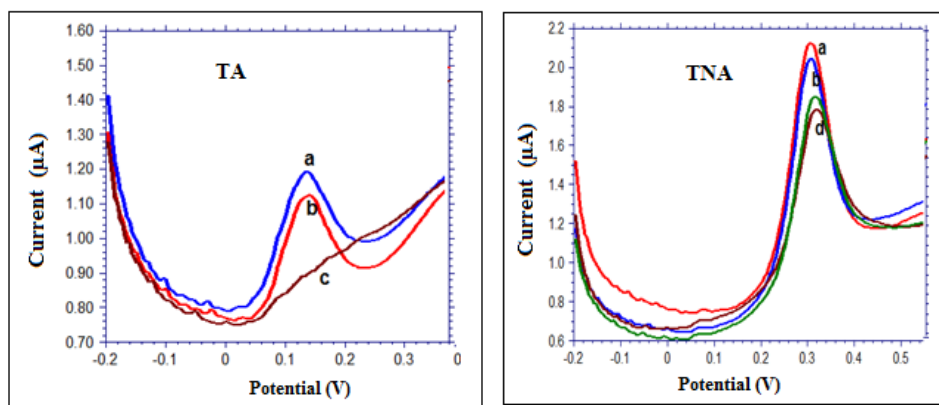 TA
Current (µA)
1.60
1.50
1.40
1.30
1.20
1.10
1.00
0.90
0.80
0.70
a
b
c
-0.2
-0.1
0
0.1
0.2
0.3
0
Potential (V)
TNA
Current (µA)
2.2
2.0
1.8
1.6
1.4
1.2
1.0
0.8
0.6
a
b
d
-0.2
-0.1
0
0.1
0.2
0.3
0.4
0.5
Potential (V)